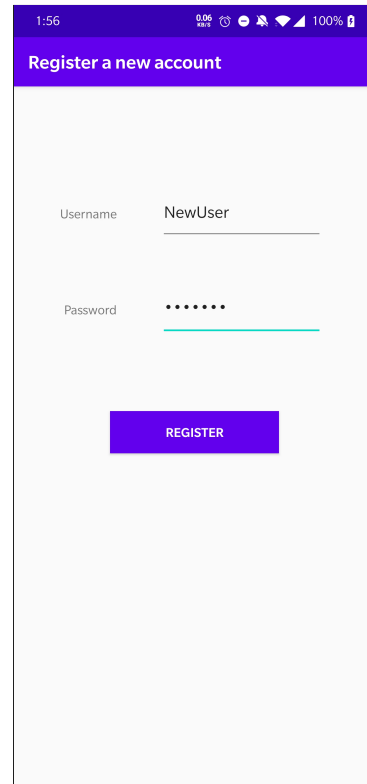 1:56
0.06
KB/S
100%
Register a new account
Username
NewUser
Password
•••••••
REGISTER